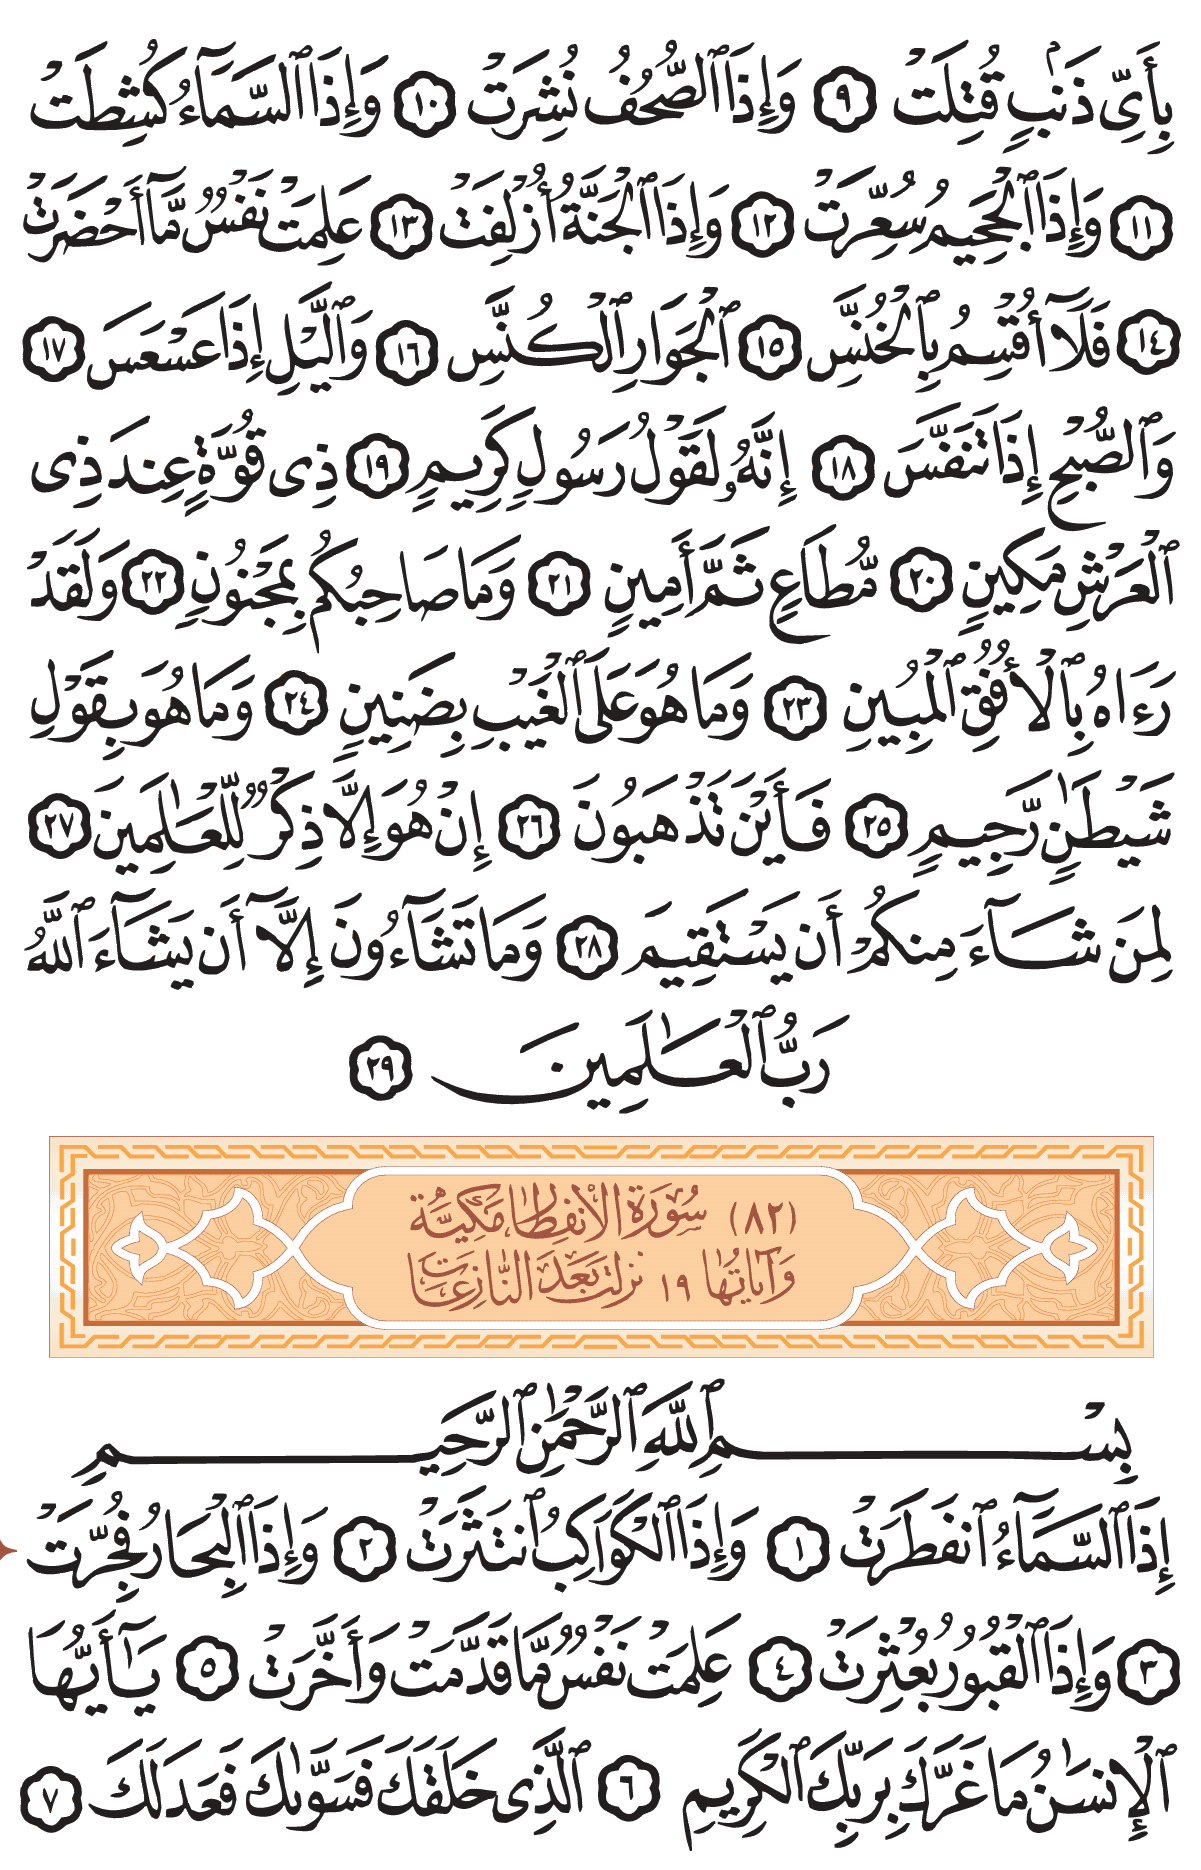 بِأَيِّ ذَنۢبٍ قُتِلَتْ ٩ وَإِذَا ٱلصُّحُفُ نُشِرَتْ ١٠ وَإِذَا ٱلسَّمَآءُ كُشِطَتْ
١١ وَإِذَا ٱلْجَحِيمُ سُعِّرَتْ ١٢ وَإِذَا ٱلْجَنَّةُ أُزْلِفَتْ ١٣ عَلِمَتْ نَفْسٌ مَّآ أَحْضَرَتْ
١٤ فَلَآ أُقْسِمُ بِٱلْخُنَّسِ ١٥ ٱلْجَوَارِ ٱلْكُنَّسِ ١٦ وَٱلَّيْلِ إِذَا عَسْعَسَ ١٧
وَٱلصُّبْحِ إِذَا تَنَفَّسَ ١٨ إِنَّهُۥ لَقَوْلُ رَسُولٍ كَرِيمٍ ١٩ ذِى قُوَّةٍ عِندَ ذِى
ٱلْعَرْشِ مَكِينٍ ٢٠ مُّطَاعٍ ثَمَّ أَمِينٍ ٢١ وَمَا صَاحِبُكُم بِمَجْنُونٍ ٢٢ وَلَقَدْ
رَءَاهُ بِٱلْأُفُقِ ٱلْمُبِينِ ٢٣ وَمَا هُوَ عَلَى ٱلْغَيْبِ بِضَنِينٍ ٢٤ وَمَا هُوَ بِقَوْلِ
شَيْطَٰنٍ رَّجِيمٍ ٢٥ فَأَيْنَ تَذْهَبُونَ ٢٦ إِنْ هُوَ إِلَّا ذِكْرٌ لِّلْعَٰلَمِينَ ٢٧
لِمَن شَآءَ مِنكُمْ أَن يَسْتَقِيمَ ٢٨ وَمَا تَشَآءُونَ إِلَّآ أَن يَشَآءَ ٱللَّهُ
رَبُّ ٱلْعَٰلَمِينَ ٢٩
(٨٢) سُورَة الانفِطار مَكيَّة
وَآيَاتُهَا ١٩ نزلت بَعْدَ النَّازِعَات
بِسْمِ ٱللَّهِ ٱلرَّحْمَٰنِ ٱلرَّحِيمِ
إِذَا ٱلسَّمَآءُ ٱنفَطَرَتْ ١ وَإِذَا ٱلْكَوَاكِبُ ٱنتَثَرَتْ ٢ وَإِذَا ٱلْبِحَارُ فُجِّرَتْ
٣ وَإِذَا ٱلْقُبُورُ بُعْثِرَتْ ٤ عَلِمَتْ نَفْسٌ مَّا قَدَّمَتْ وَأَخَّرَتْ ٥ يَٰٓأَيُّهَا
ٱلْإِنسَٰنُ مَا غَرَّكَ بِرَبِّكَ ٱلْكَرِيمِ ٦ ٱلَّذِى خَلَقَكَ فَسَوَّىٰكَ فَعَدَلَكَ ٧